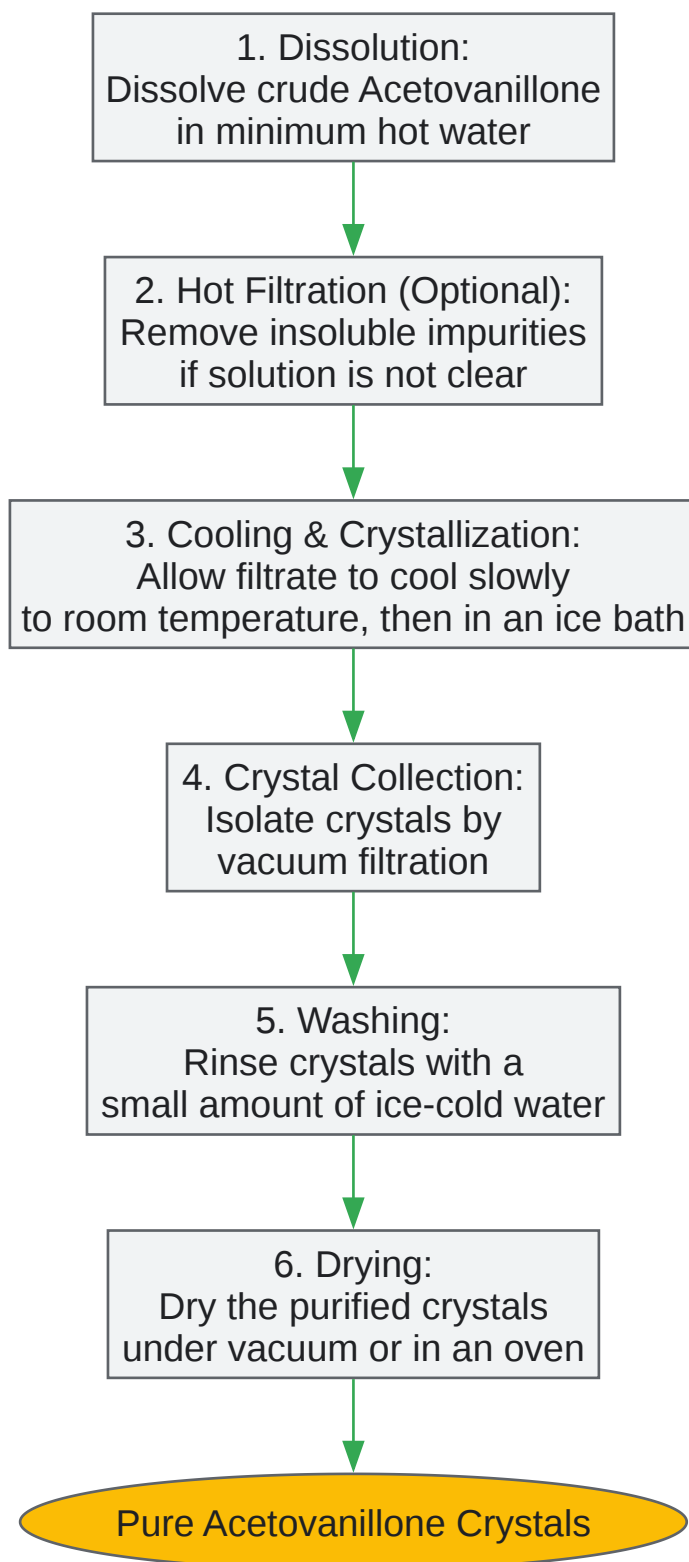 1. Dissolution:
Dissolve crude Acetovanillone
in minimum hot water
2. Hot Filtration (Optional):
Remove insoluble impurities
if solution is not clear
3. Cooling & Crystallization:
Allow filtrate to cool slowly
to room temperature, then in an ice bath
4. Crystal Collection:
Isolate crystals by
vacuum filtration
5. Washing:
Rinse crystals with a
small amount of ice-cold water
6. Drying:
Dry the purified crystals
under vacuum or in an oven
Pure Acetovanillone Crystals